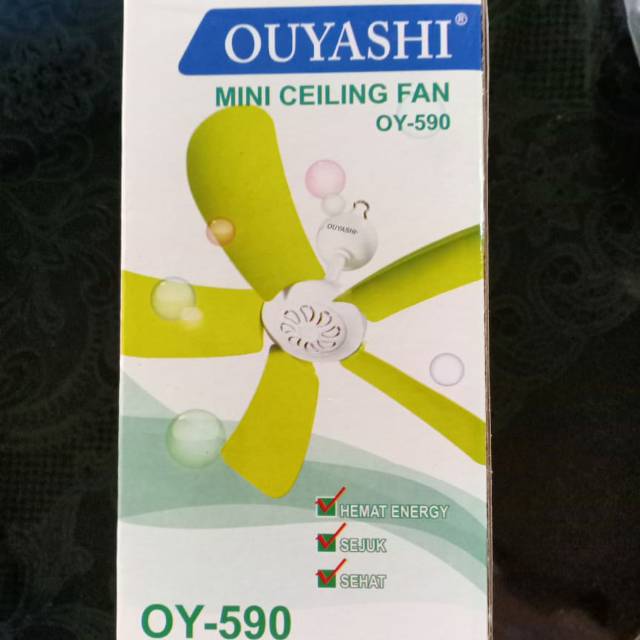 OUYASHI®
MINI CEILING FAN
OY-590
OUYASHI
HEMAT ENERGY
SEJUK
SEHAT
OY-590